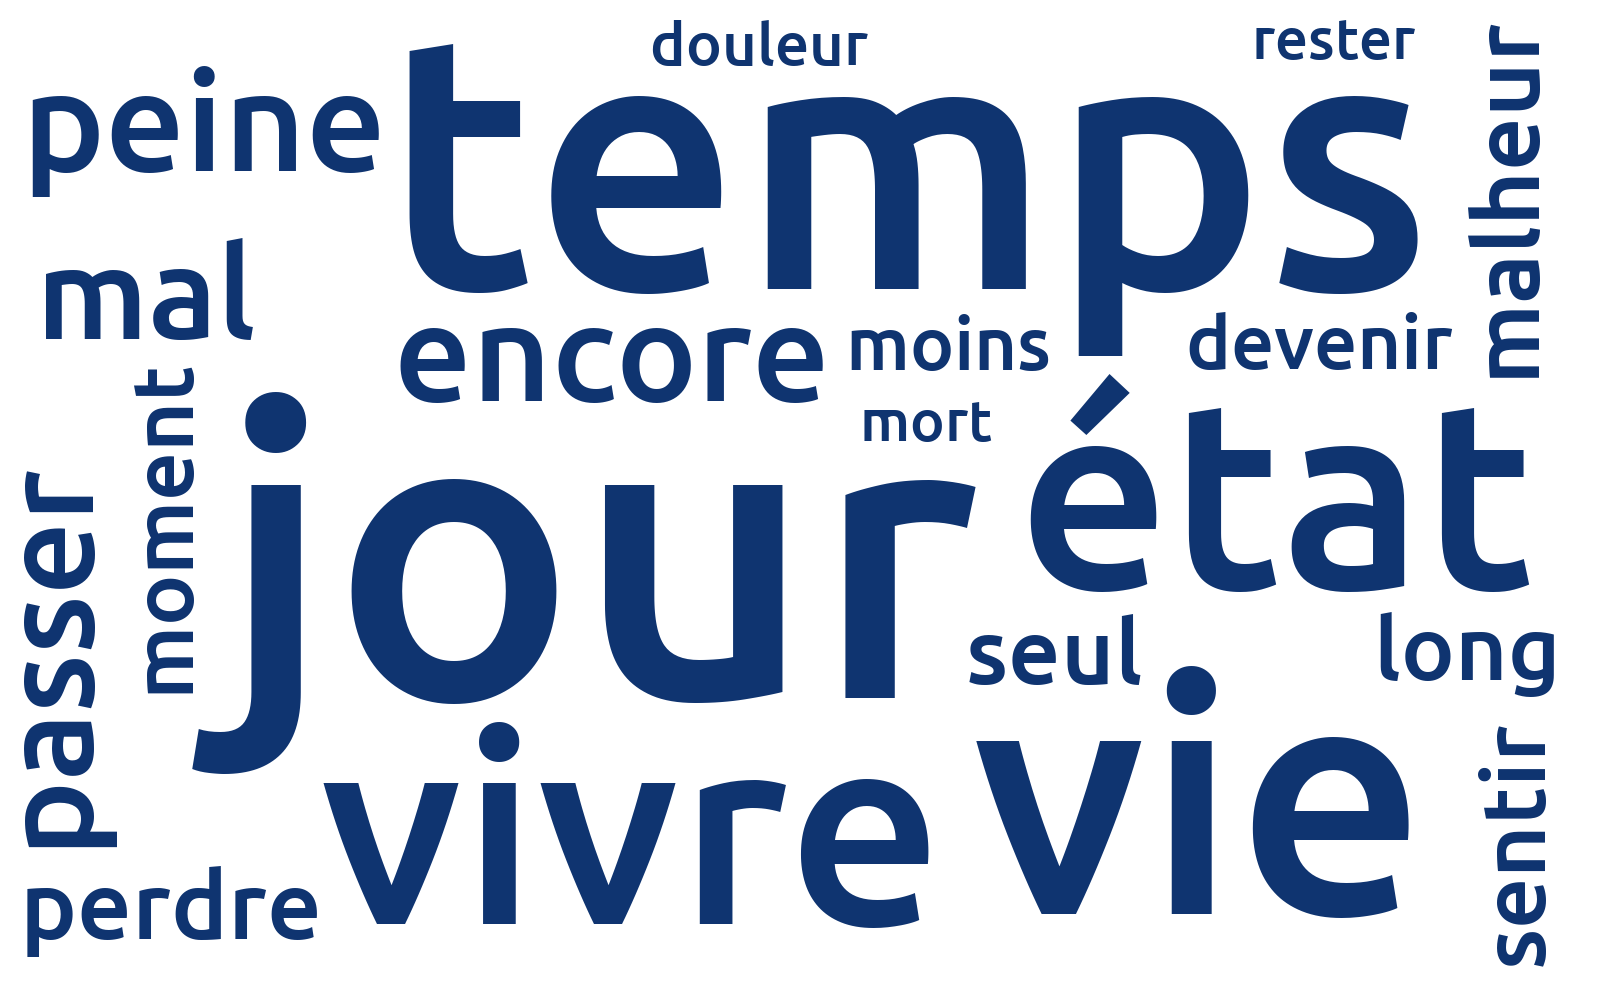 douleur
rester
peine
temps
malheur
mal
encore
moins
devenir
moment
mort
jour
état
passer
seul
long
vivre
vie
sentir
perdre